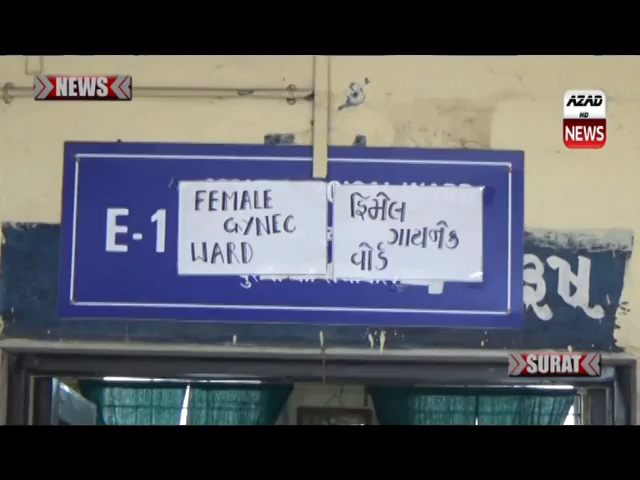 NEWS
AZAD
HD
NEWS
E-1
FEMALE
GYNEC
WARD
ફિમેલ
ગાયનેક
વોર્ડ
રૂષ
SURAT